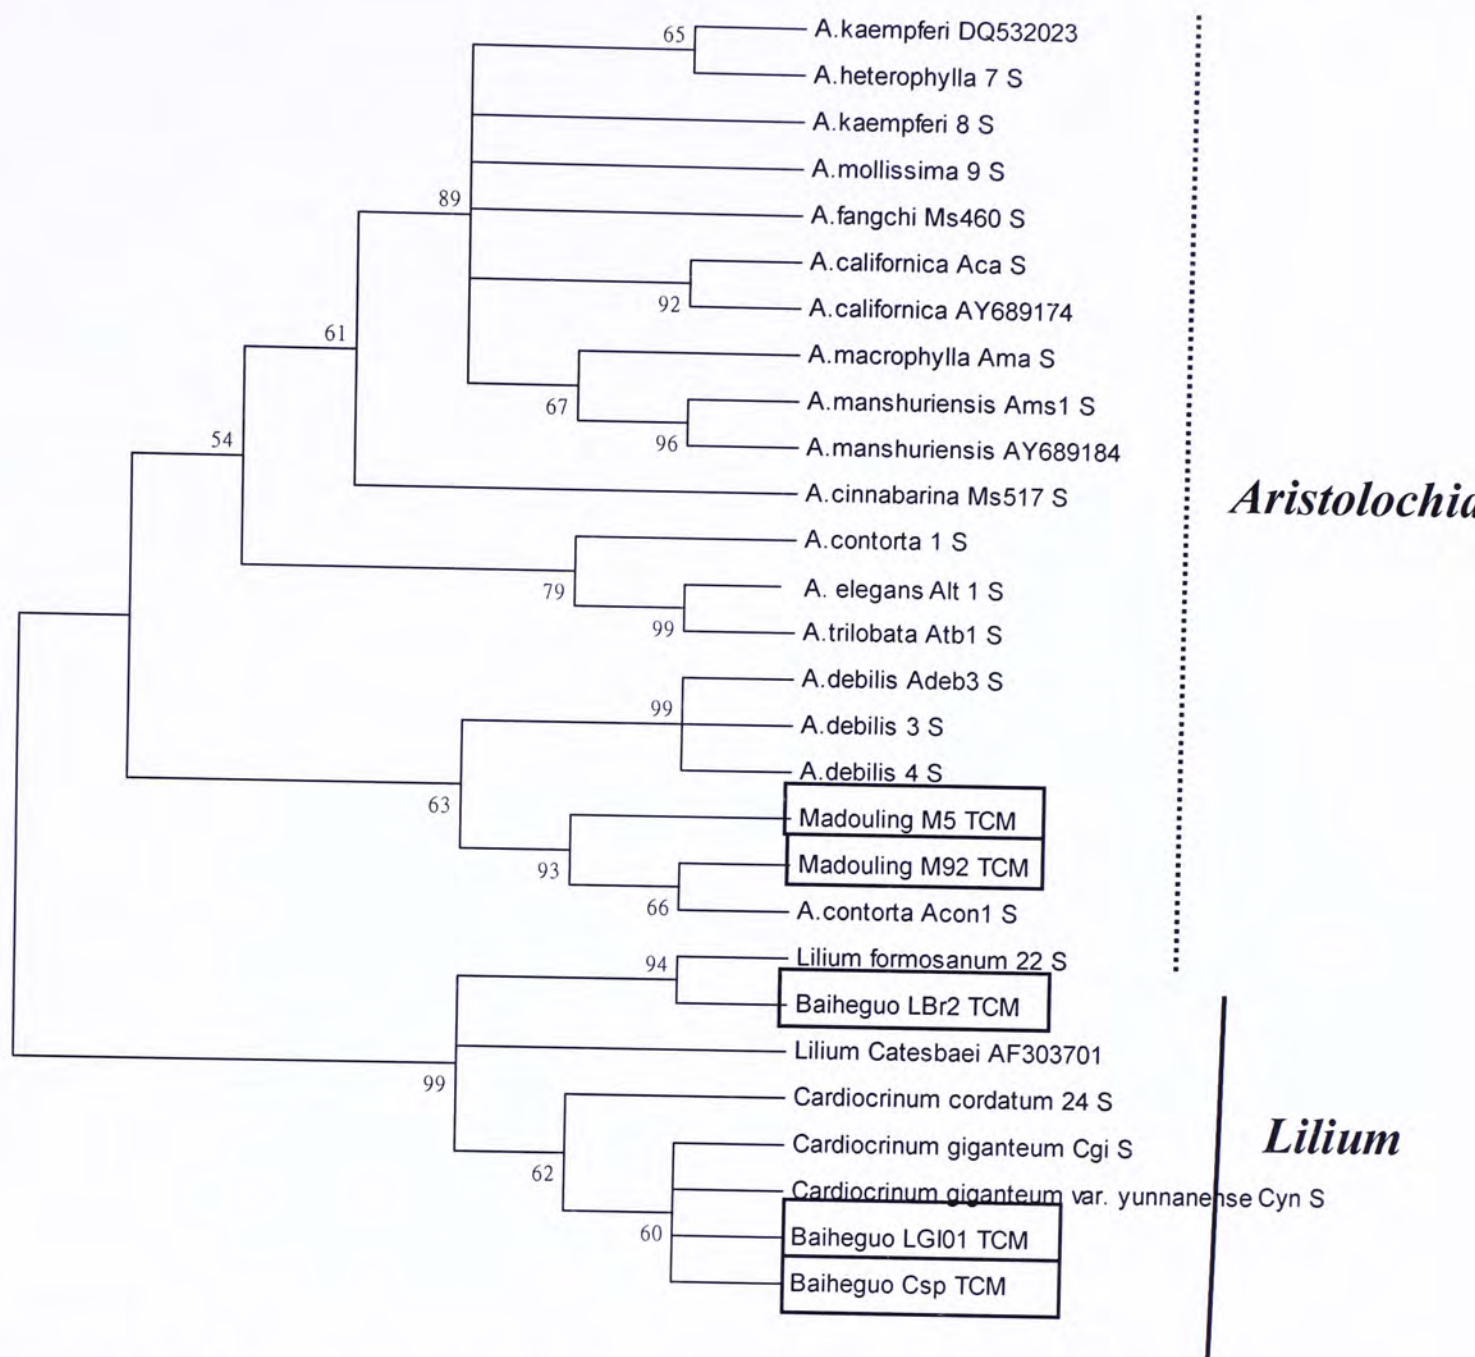 65
A.kaempferi DQ532023
A.heterophylla 7 S
A.kaempferi 8 S
A.mollissima 9 S
89
A.fangchi Ms460 S
A.californica Aca S
92
A.californica AY689174
61
A.macrophylla Ama S
67
A.manshuriensis Ams1 S
54
96
A.manshuriensis AY689184
A.cinnabarina Ms517 S
Aristolochia
A.contorta 1 S
79
A. elegans Alt 1 S
99
A.trilobata Atb1 S
A.debilis Adeb3 S
99
A.debilis 3 S
A.debilis 4 S
63
Madouling M5 TCM
93
Madouling M92 TCM
66
A.contorta Acon1 S
94
Lilium formosanum 22 S
Baiheguo LBr2 TCM
Lilium Catesbaei AF303701
99
Cardiocrinum cordatum 24 S
Lilium
Cardiocrinum giganteum Cgi S
62
Cardiocrinum giganteum var. yunnanense Cyn S
60
Baiheguo LGI01 TCM
Baiheguo Csp TCM